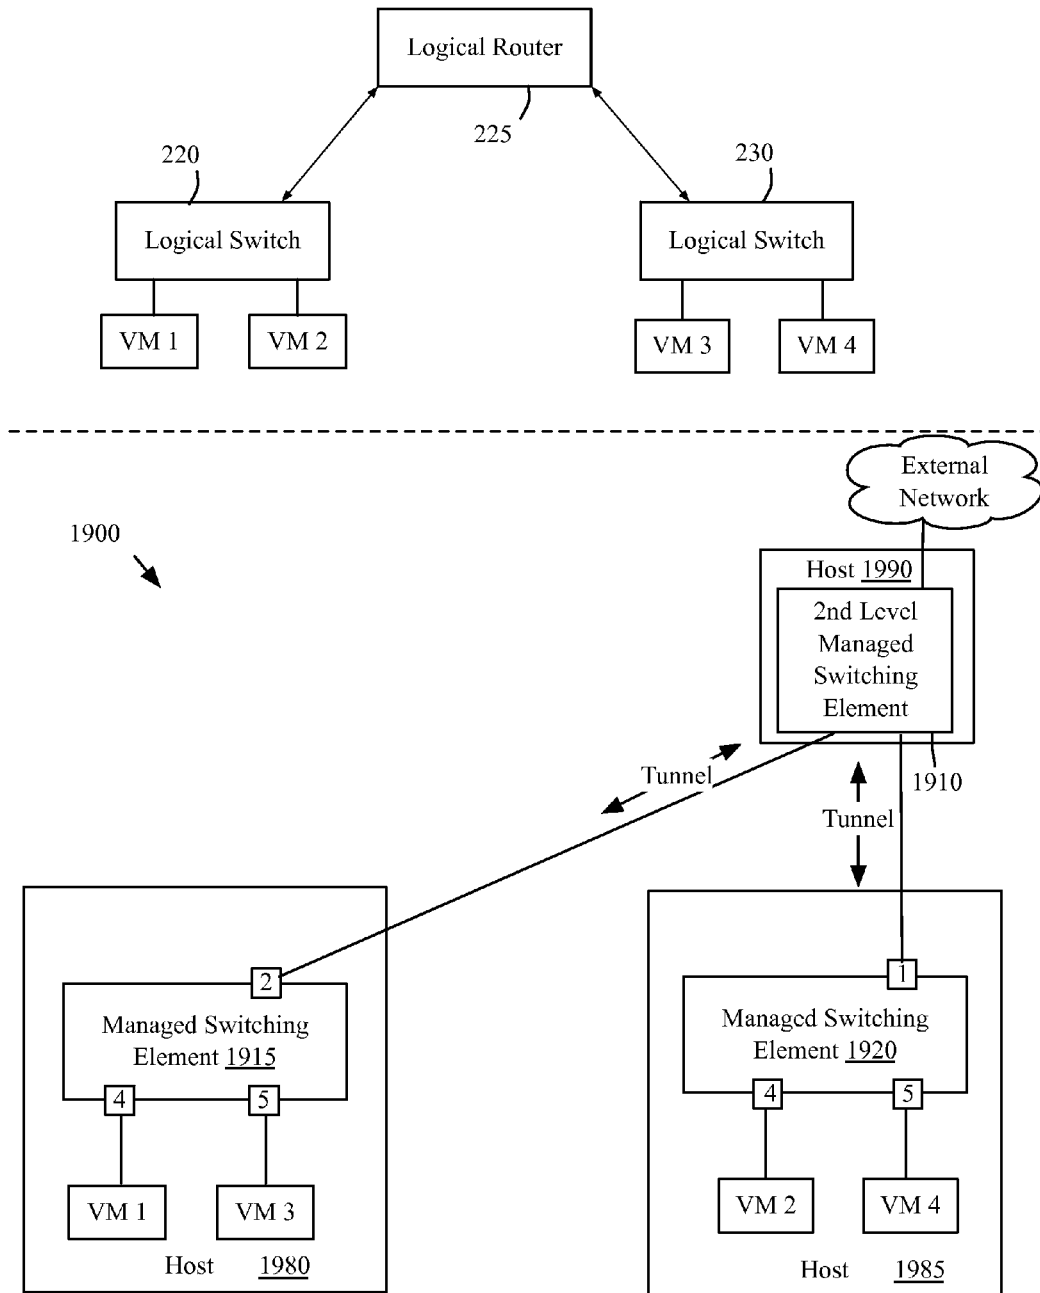 Logical Router
225
220
230
Logical Switch
Logical Switch
VM 1
VM 2
VM 3
VM 4
External
Network
1900
Host 1990
2nd Level
Managed
Switching
Element
Tunnel
1910
Tunnel
2
1
Managed Switching
Element 1915
Managed Switching
Element 1920
4
5
4
5
VM 1
VM 3
VM 2
VM 4
Host 1980
Host 1985